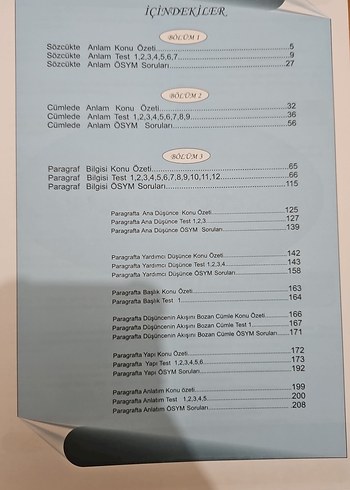 İÇİNDEKİLER
BÖLÜM 1
Sözcükte Anlam Konu Özeti 5
Sözcükte Anlam Test 1,2,3,4,5,6,7 9
Sözcükte Anlam ÖSYM Soruları 27
BÖLÜM 2
Cümlede Anlam Konu Özeti 32
Cümlede Anlam Test 1,2,3,4,5,6,7,8,9 36
Cümlede Anlam ÖSYM Soruları 56
BÖLÜM 3
Paragraf Bilgisi Konu Özeti 65
Paragraf Bilgisi Test 1,2,3,4,5,6,7,8,9,10,11,12 66
Paragraf Bilgisi ÖSYM Soruları 115
Paragrafta Ana Düşünce Konu Özeti 125
Paragrafta Ana Düşünce Test 1,2,3 127
Paragrafta Ana Düşünce ÖSYM Soruları 139
Paragrafta Yardımcı Düşünce Konu Özeti 142
Paragrafta Yardımcı Düşünce Test 1,2,3,4 143
Paragrafta Yardımcı Düşünce ÖSYM Soruları 158
Paragrafta Başlık Konu Özeti 163
Paragrafta Başlık Test 1 164
Paragrafta Düşüncenin Akışını Bozan Cümle Konu Özeti 166
Paragrafta Düşüncenin Akışını Bozan Cümle Test 1 167
Paragrafta Düşüncenin Akışını Bozan Cümle ÖSYM Soruları 171
Paragrafta Yapı Konu Özeti 172
Paragrafta Yapı Test 1,2,3,4,5,6 173
Paragrafta Yapı ÖSYM Soruları 192
Paragrafta Anlatım Konu özeti 199
Paragrafta Anlatım Test 1,2,3,4,5 200
Paragrafta Anlatım ÖSYM Soruları 208